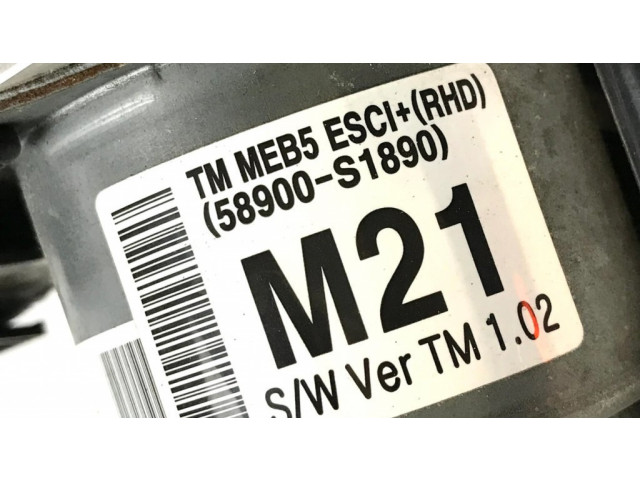 TM MEB5 ESCI+(RHD)
(58900-S1890)
M21
S/W Ver TM 1.02